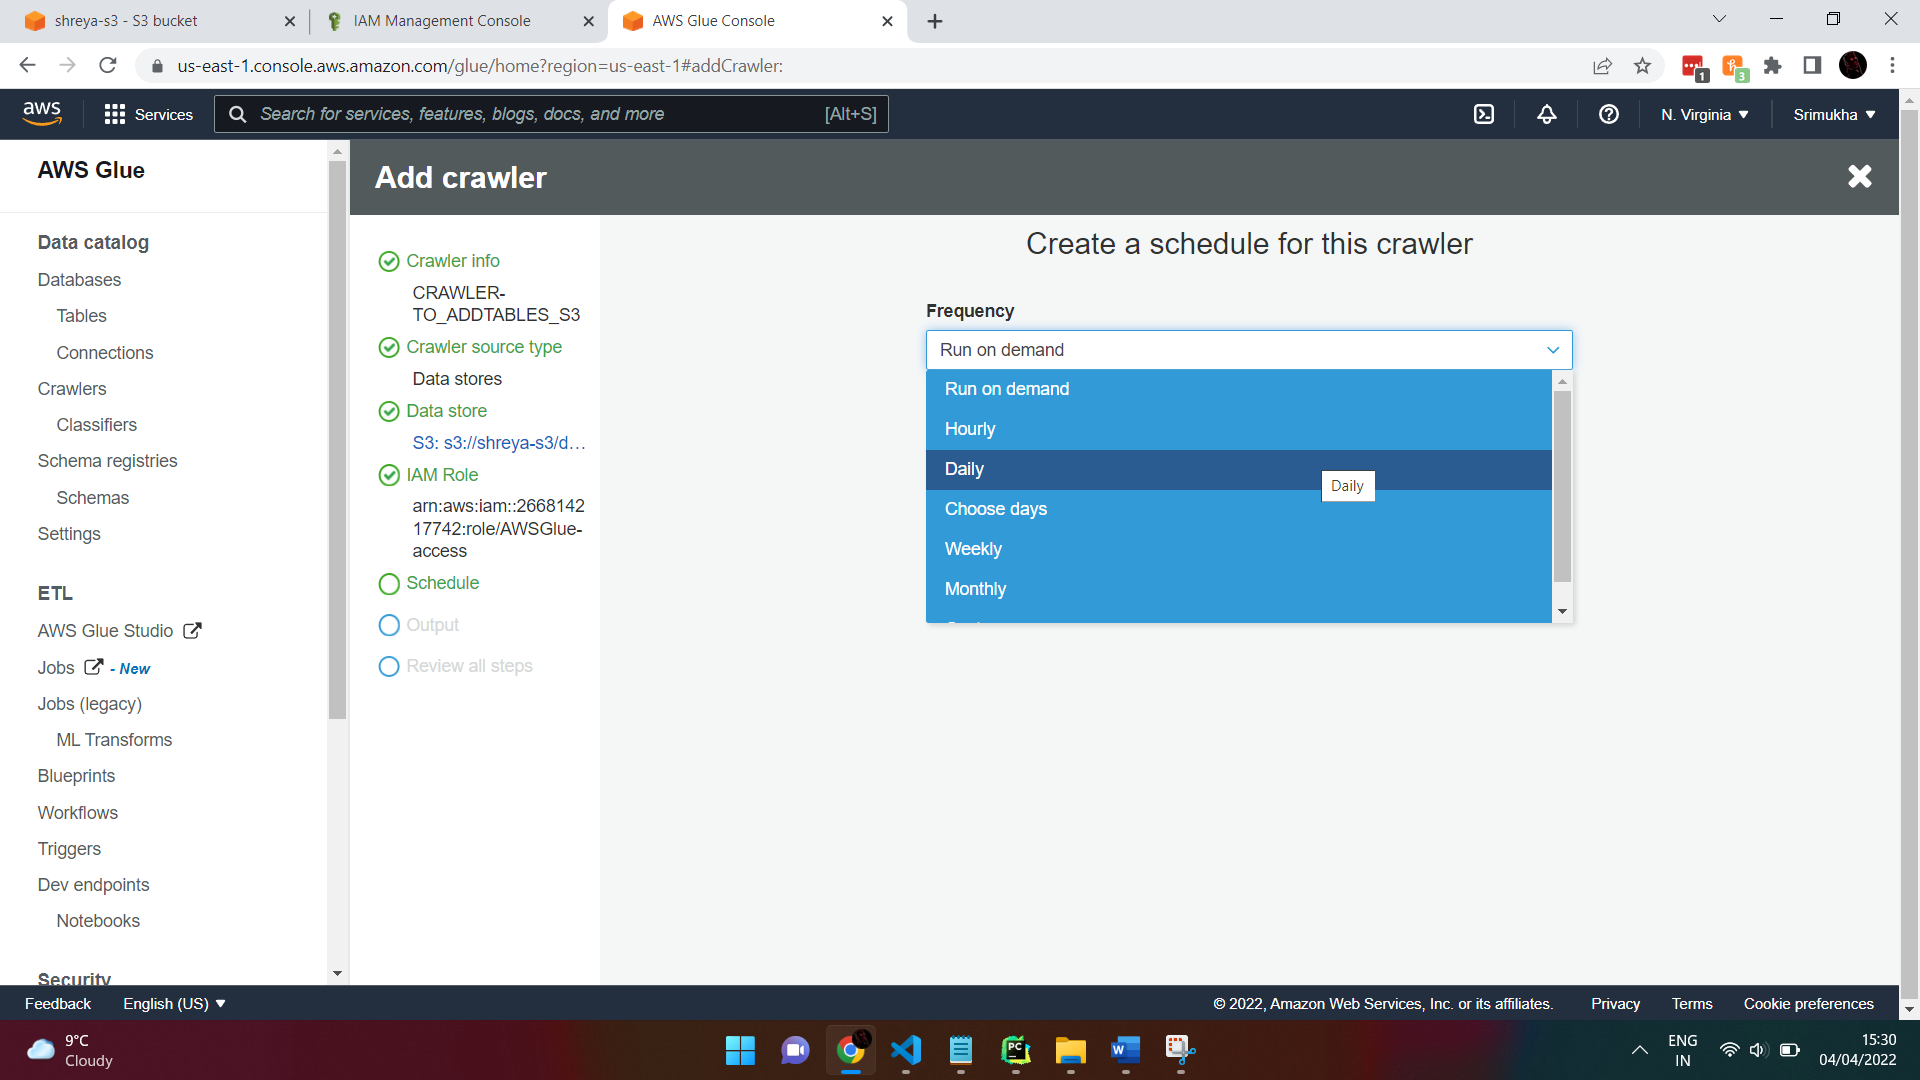 shreya-s3 - S3 bucket
IAM Management Console
AWS Glue Console
us-east-1.console.aws.amazon.com/glue/home?region=us-east-1#addCrawler:
1
3
aws
Services
Search for services, features, blogs, docs, and more
[Alt+S]
N. Virginia
Srimukha
AWS Glue
Data catalog
Databases
Tables
Connections
Crawlers
Classifiers
Schema registries
Schemas
Settings
ETL
AWS Glue Studio
Jobs - New
Jobs (legacy)
ML Transforms
Blueprints
Workflows
Triggers
Dev endpoints
Notebooks
Security
Add crawler
Crawler info
CRAWLER-
TO_ADDTABLES_S3
Crawler source type
Data stores
Data store
S3: s3://shreya-s3/d…
IAM Role
arn:aws:iam::2668142
17742:role/AWSGlue-
access
Schedule
Output
Review all steps
Create a schedule for this crawler
Frequency
Run on demand
Run on demand
Hourly
Daily
Daily
Choose days
Weekly
Monthly
Feedback
English (US)
© 2022, Amazon Web Services, Inc. or its affiliates.
Privacy
Terms
Cookie preferences
9°C
Cloudy
PC
W
ENG
IN
15:30
04/04/2022